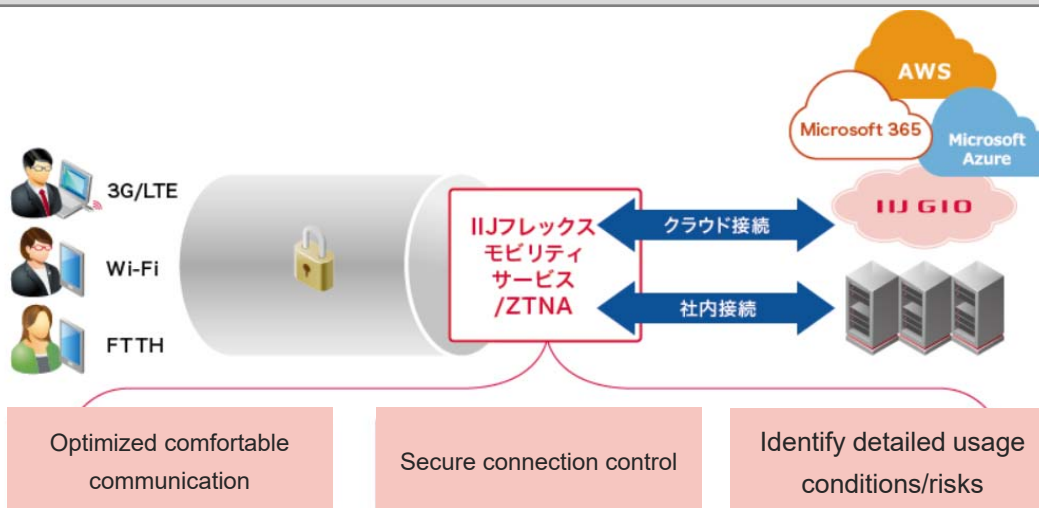 AWS
Microsoft 365
Microsoft
Azure
3G/LTE
IIJ GIO
IIJフレックス
モビリティ
サービス
/ZTNA
クラウド接続
Wi-Fi
社内接続
FTTH
Optimized comfortable
communication
Secure connection control
Identify detailed usage
conditions/risks